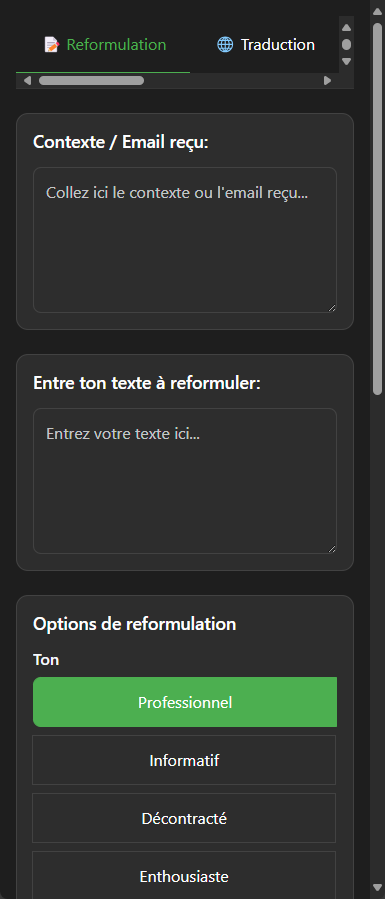 📝 Reformulation 🌐 Traduction
Contexte / Email reçu:
Collez ici le contexte ou l'email reçu...
Entre ton texte à reformuler:
Entrez votre texte ici...
Options de reformulation
Ton
Professionnel
Informatif
Décontracté
Enthousiaste